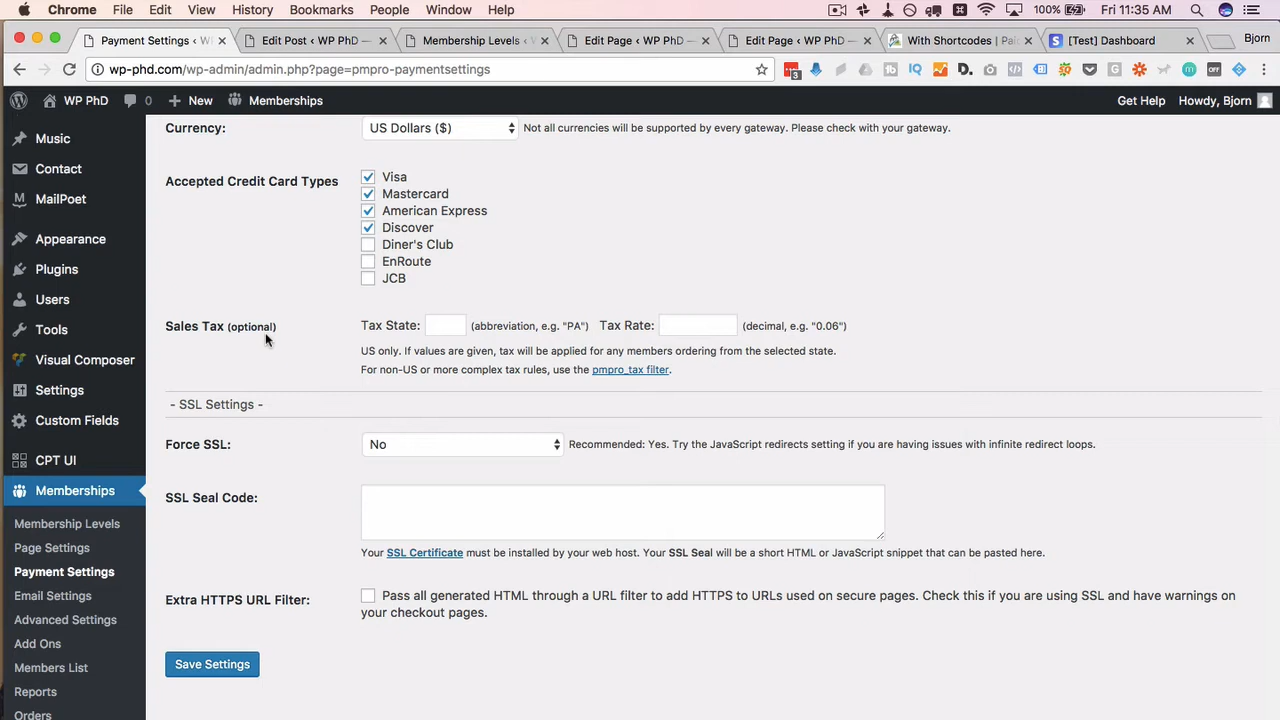 Chrome File Edit View History Bookmarks People Window Help 100% Fri 11:35 AM
Payment Settings ‹ W Edit Post ‹ WP PhD — Membership Levels ‹ W Edit Page ‹ WP PhD — Edit Page ‹ WP PhD — With Shortcodes | Pai [Test] Dashboard Bjorn
wp-phd.com/wp-admin/admin.php?page=pmpro-paymentsettings 3 IQ D. OFF
WP PhD 0 New Memberships Get Help Howdy, Bjorn
Music
Contact
MailPoet
Appearance
Plugins
Users
Tools
Visual Composer
Settings
Custom Fields
CPT UI
Memberships
Membership Levels
Page Settings
Payment Settings
Email Settings
Advanced Settings
Add Ons
Members List
Reports
Orders
Currency: US Dollars ($) Not all currencies will be supported by every gateway. Please check with your gateway.
Accepted Credit Card Types
Visa
Mastercard
American Express
Discover
Diner's Club
EnRoute
JCB
Sales Tax (optional) Tax State: (abbreviation, e.g. "PA") Tax Rate: (decimal, e.g. "0.06")
US only. If values are given, tax will be applied for any members ordering from the selected state.
For non-US or more complex tax rules, use the pmpro_tax filter.
- SSL Settings -
Force SSL: No Recommended: Yes. Try the JavaScript redirects setting if you are having issues with infinite redirect loops.
SSL Seal Code:
Your SSL Certificate must be installed by your web host. Your SSL Seal will be a short HTML or JavaScript snippet that can be pasted here.
Extra HTTPS URL Filter: Pass all generated HTML through a URL filter to add HTTPS to URLs used on secure pages. Check this if you are using SSL and have warnings on
your checkout pages.
Save Settings